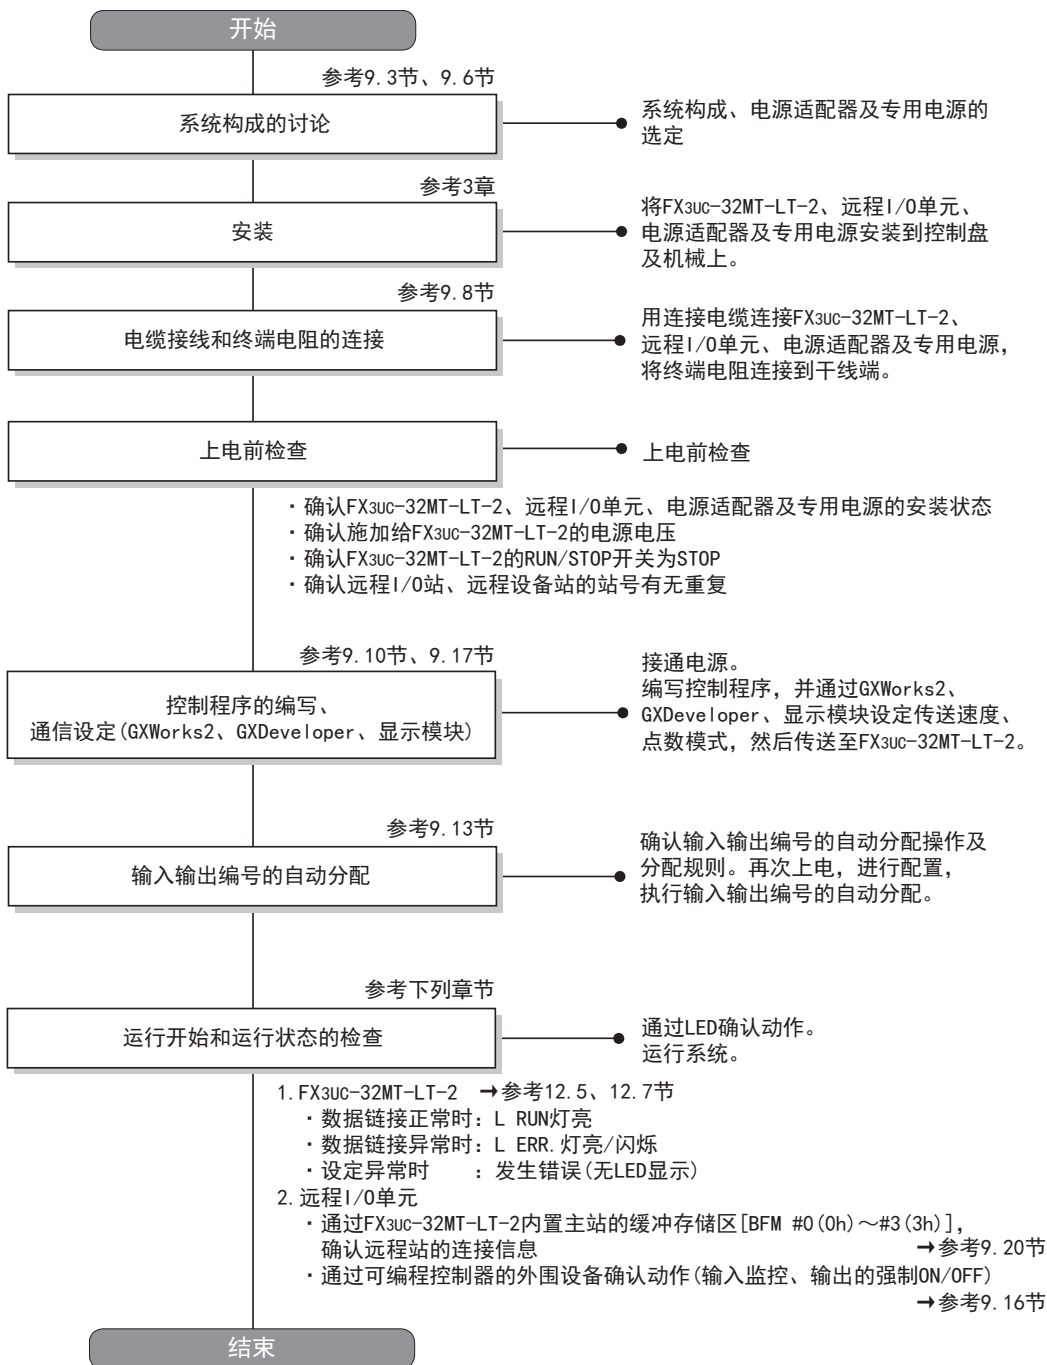 开始
参考9.3节、9.6节
系统构成的讨论
系统构成、电源适配器及专用电源的
选定
参考3章
安装
将FX3UC-32MT-LT-2、远程I/O单元、
电源适配器及专用电源安装到控制盘
及机械上。
参考9.8节
电缆接线和终端电阻的连接
用连接电缆连接FX3UC-32MT-LT-2、
远程I/O单元、电源适配器及专用电源，
将终端电阻连接到干线端。
上电前检查
上电前检查
·确认FX3UC-32MT-LT-2、远程I/O单元、电源适配器及专用电源的安装状态
·确认施加给FX3UC-32MT-LT-2的电源电压
·确认FX3UC-32MT-LT-2的RUN/STOP开关为STOP
·确认远程I/O站、远程设备站的站号有无重复
参考9.10节、9.17节
控制程序的编写、
通信设定(GXWorks2、GXDeveloper、显示模块)
接通电源。
编写控制程序，并通过GXWorks2、
GXDeveloper、显示模块设定传送速度、
点数模式，然后传送至FX3UC-32MT-LT-2。
参考9.13节
输入输出编号的自动分配
确认输入输出编号的自动分配操作及
分配规则。再次上电，进行配置，
执行输入输出编号的自动分配。
参考下列章节
运行开始和运行状态的检查
通过LED确认动作。
运行系统。
1.FX3UC-32MT-LT-2 →参考12.5、12.7节
·数据链接正常时：L RUN灯亮
·数据链接异常时：L ERR.灯亮/闪烁
·设定异常时 ：发生错误(无LED显示)
2.远程I/O单元
·通过FX3UC-32MT-LT-2内置主站的缓冲存储区[BFM #0(0h)～#3(3h)]，
确认远程站的连接信息 →参考9.20节
·通过可编程控制器的外围设备确认动作(输入监控、输出的强制ON/OFF)
→参考9.16节
结束